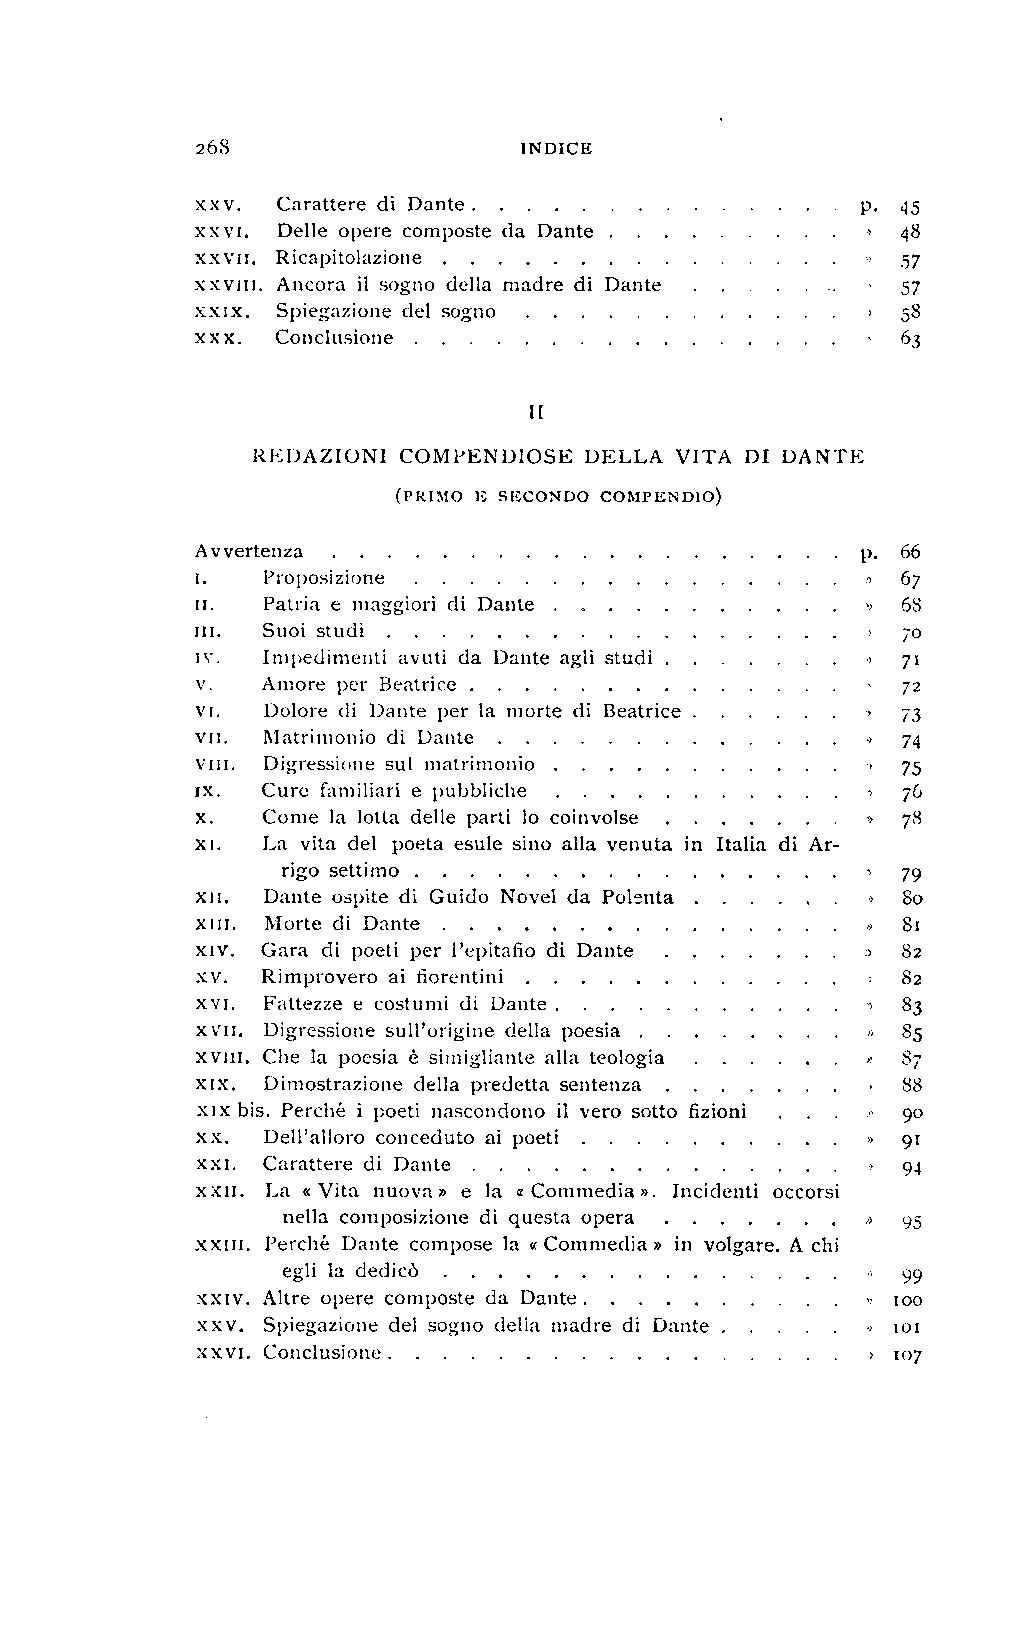 268 INDICE
XXV. Carattere di Dante . . . . . . . . . . . . . . p. 45
XXVI. Delle opere composte da Dante . . . . . . . . . » 48
XXVII. Ricapitolazione . . . . . . . . . . . . . . . » 57
XXVIII. Ancora il sogno della madre di Dante . . . . . . » 57
XXIX. Spiegazione del sogno . . . . . . . . . . . . » 58
XXX. Conclusione . . . . . . . . . . . . . . . . » 63
II
REDAZIONI COMPENDIOSE DELLA VITA DI DANTE
(PRIMO E SECONDO COMPENDIO)
Avvertenza . . . . . . . . . . . . . . . . . . . p. 66
I. Proposizione . . . . . . . . . . . . . . . . » 67
II. Patria e maggiori di Dante . . . . . . . . . . . » 68
III. Suoi studi . . . . . . . . . . . . . . . . . » 70
IV. Impedimenti avuti da Dante agli studi . . . . . . . » 71
V. Amore per Beatrice . . . . . . . . . . . . . . » 72
VI. Dolore di Dante per la morte di Beatrice . . . . . . » 73
VII. Matrimonio di Dante . . . . . . . . . . . . . » 74
VIII. Digressione sul matrimonio . . . . . . . . . . . » 75
IX. Cure familiari e pubbliche . . . . . . . . . . . » 76
X. Come la lotta delle parti lo coinvolse . . . . . . . » 78
XI. La vita del poeta esule sino alla venuta in Italia di Ar-
rigo settimo . . . . . . . . . . . . . . . . » 79
XII. Dante ospite di Guido Novel da Polenta . . . . . . » 80
XIII. Morte di Dante . . . . . . . . . . . . . . . » 81
XIV. Gara di poeti per l'epitafio di Dante . . . . . . . » 82
XV. Rimprovero ai fiorentini . . . . . . . . . . . . » 82
XVI. Fattezze e costumi di Dante . . . . . . . . . . . » 83
XVII. Digressione sull'origine della poesia . . . . . . . . » 85
XVIII. Che la poesia è simigliante alla teologia . . . . . . » 87
XIX. Dimostrazione della predetta sentenza . . . . . . . » 88
XIX bis. Perché i poeti nascondono il vero sotto fizioni . . . » 90
XX. Dell'alloro conceduto ai poeti . . . . . . . . . . » 91
XXI. Carattere di Dante . . . . . . . . . . . . . . » 94
XXII. La « Vita nuova » e la « Commedia ». Incidenti occorsi
nella composizione di questa opera . . . . . . . » 95
XXIII. Perché Dante compose la « Commedia » in volgare. A chi
egli la dedicò . . . . . . . . . . . . . . . » 99
XXIV. Altre opere composte da Dante . . . . . . . . . . » 100
XXV. Spiegazione del sogno della madre di Dante . . . . . » 101
XXVI. Conclusione . . . . . . . . . . . . . . . . . » 107